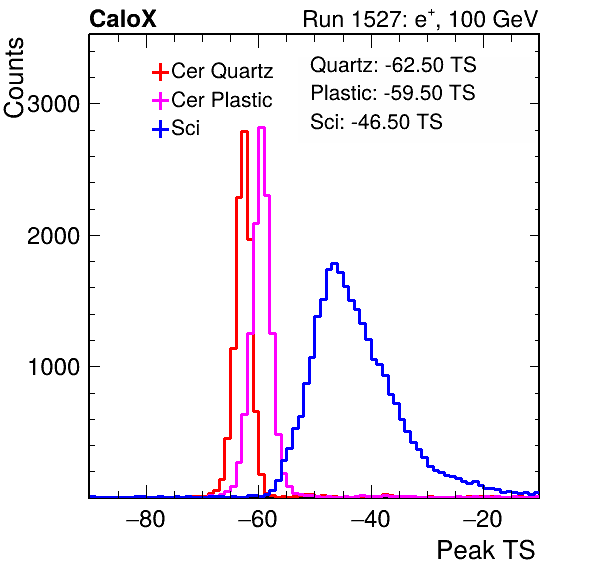 CaloX Run 1527: e⁺, 100 GeV
Counts
Cer Quartz
Cer Plastic
Sci
Quartz: -62.50 TS
Plastic: -59.50 TS
Sci: -46.50 TS
3000
2000
1000
−80 −60 −40 −20
Peak TS